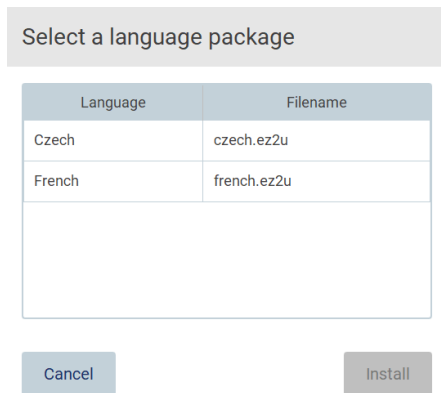 Select a language package
Language Filename
Czech czech.ez2u
French french.ez2u
Cancel Install